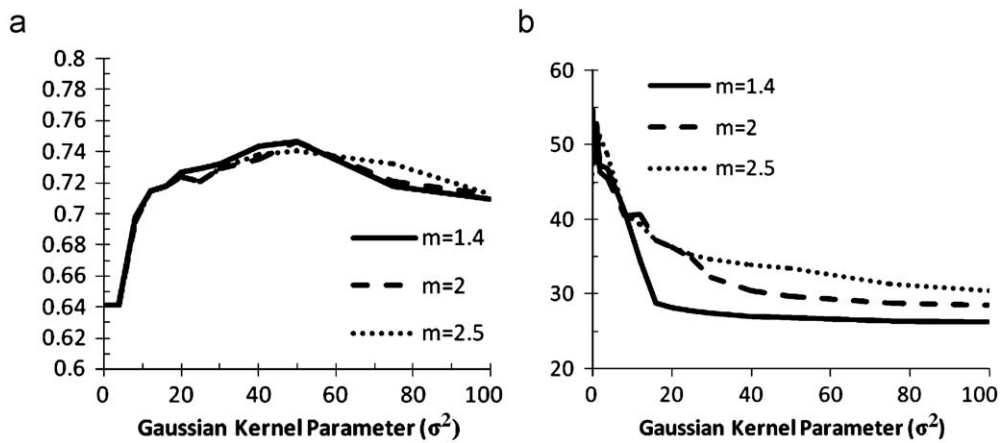 a
0.8
0.78
0.76
0.74
0.72
0.7
0.68
0.66
0.64
0.62
0.6
m=1.4
m=2
m=2.5
0 20 40 60 80 100
Gaussian Kernel Parameter (σ²)
b
60
50
40
30
20
m=1.4
m=2
m=2.5
0 20 40 60 80 100
Gaussian Kernel Parameter (σ²)